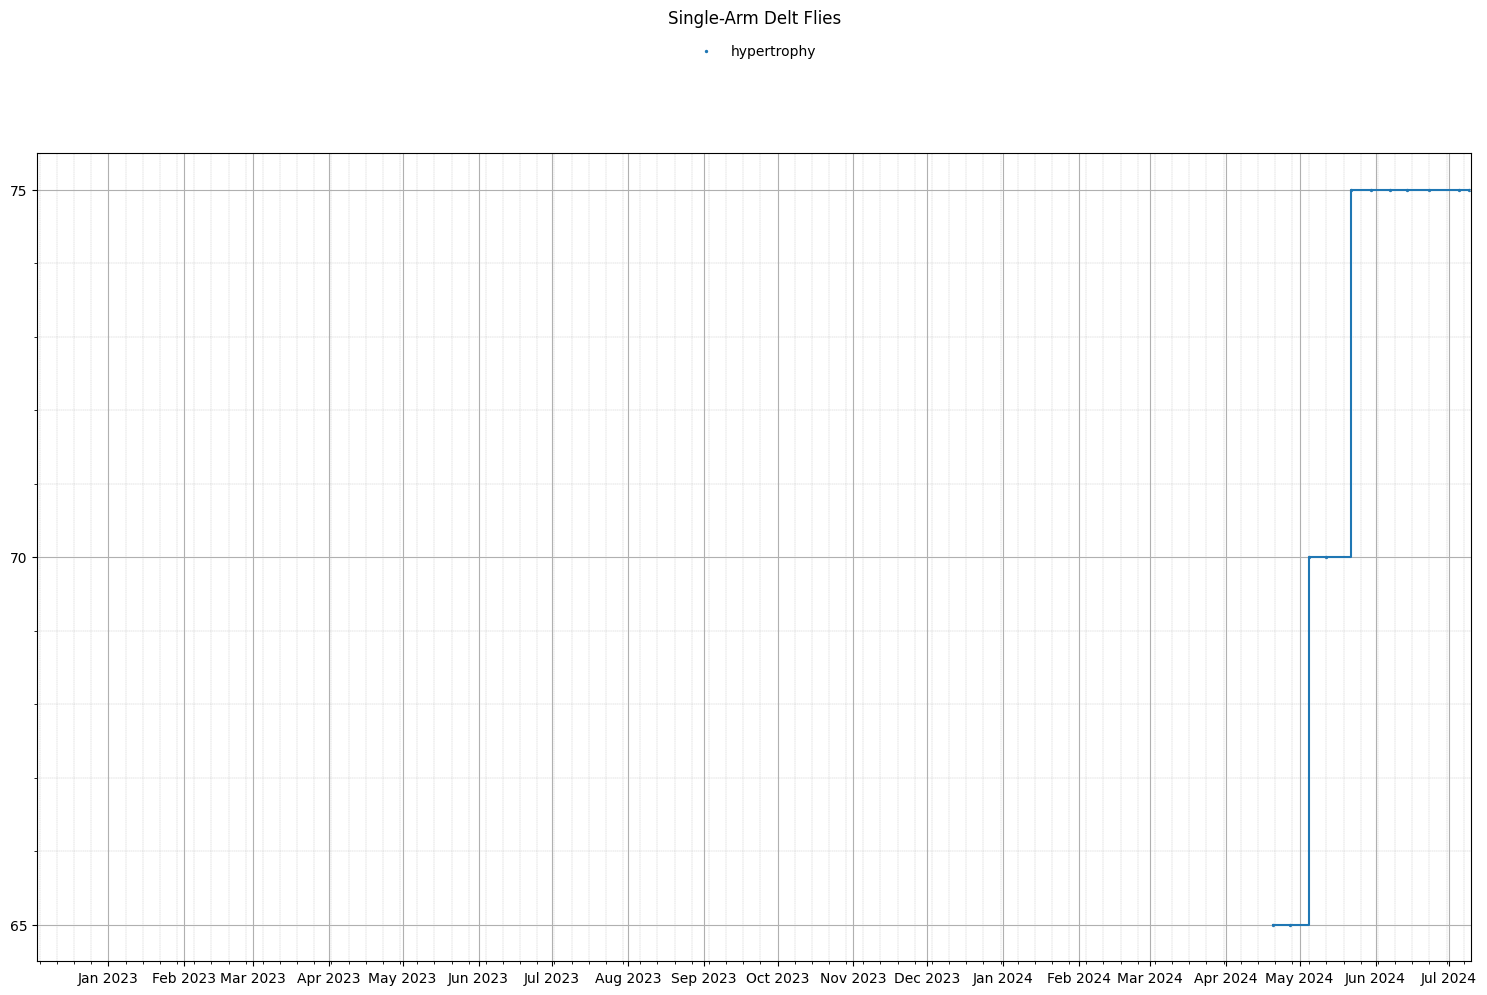 Single-Arm Delt Flies
hypertrophy
75
70
65
Jan 2023 Feb 2023 Mar 2023 Apr 2023 May 2023 Jun 2023 Jul 2023 Aug 2023 Sep 2023 Oct 2023 Nov 2023 Dec 2023 Jan 2024 Feb 2024 Mar 2024 Apr 2024 May 2024 Jun 2024 Jul 2024